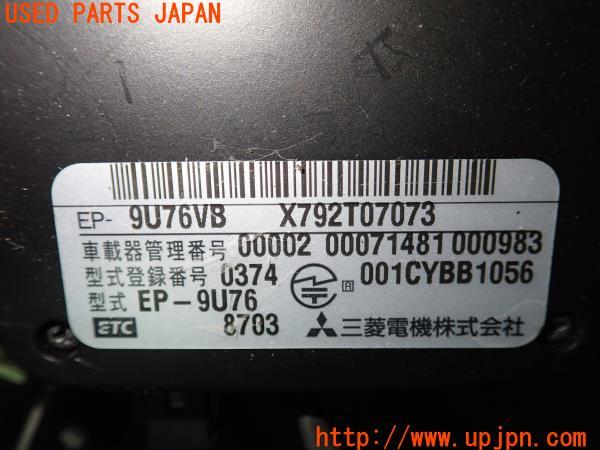 USED PARTS JAPAN
EP- 9U76VB X792T07073
車載器管理番号 00002 00071481 000983
型式登録番号 0374 001CYBB1056
型式 EP-9U76
ETC 8703 三菱電機株式会社
UPJ http://www.upjpn.com/